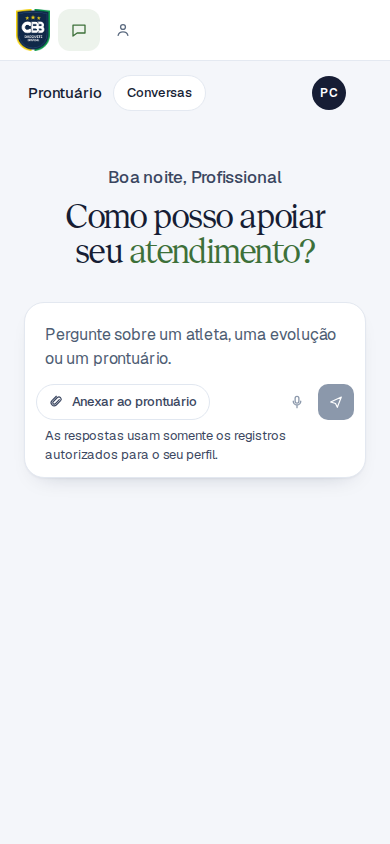 CBB
Prontuário
Conversas
PC
Boa noite, Profissional
Como posso apoiar
seu atendimento?
Pergunte sobre um atleta, uma evolução
ou um prontuário.
Anexar ao prontuário
As respostas usam somente os registros
autorizados para o seu perfil.